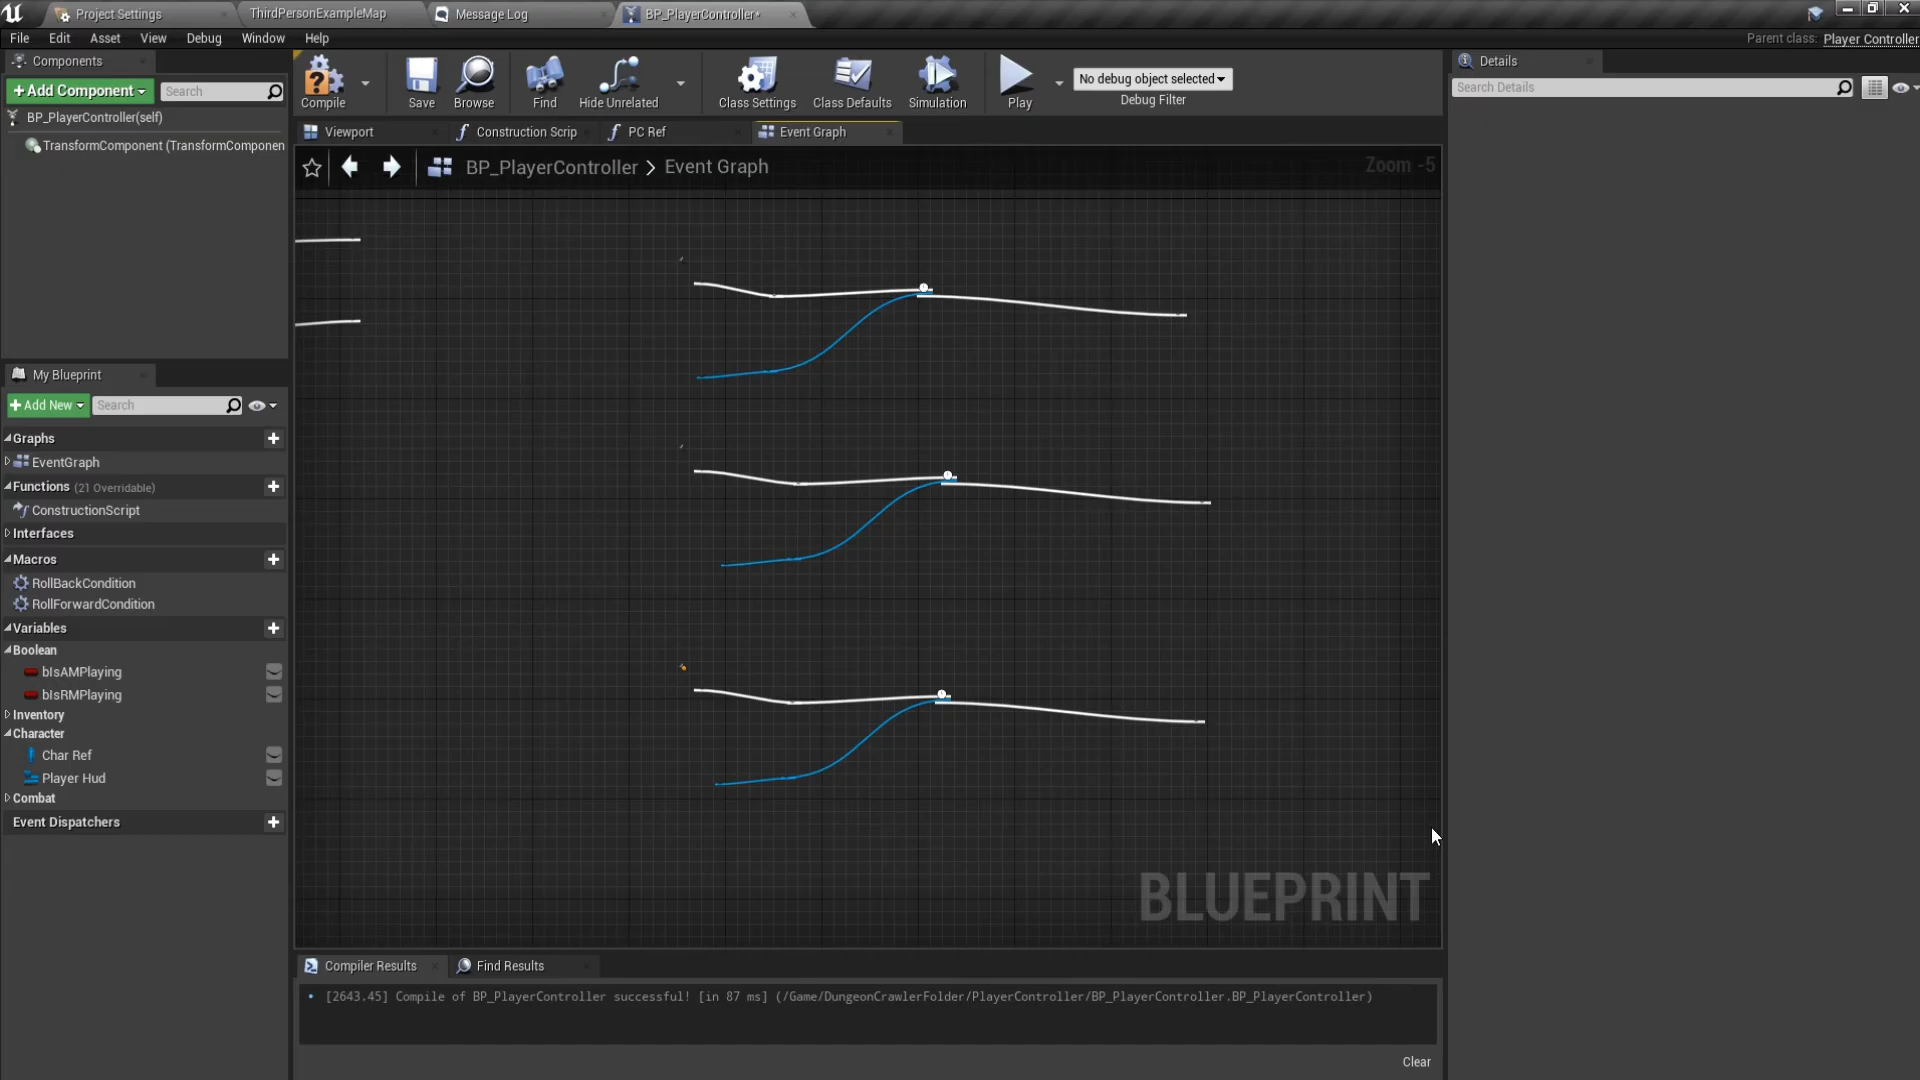 Project Settings
ThirdPersonExampleMap
Message Log
BP_PlayerController*
File Edit Asset View Debug Window Help
Parent class: Player Controller
Components
+Add Component
Search
BP_PlayerController(self)
TransformComponent (TransformComponen
Compile
Save
Browse
Find
Hide Unrelated
Class Settings
Class Defaults
Simulation
Play
No debug object selected
Debug Filter
Details
Search Details
Viewport
Construction Scrip
PC Ref
Event Graph
BP_PlayerController > Event Graph
Zoom -5
My Blueprint
+Add New
Search
Graphs
EventGraph
Functions (21 Overridable)
ConstructionScript
Interfaces
Macros
RollBackCondition
RollForwardCondition
Variables
Boolean
bIsAMPlaying
bIsRMPlaying
Inventory
Character
Char Ref
Player Hud
Combat
Event Dispatchers
BLUEPRINT
Compiler Results
Find Results
[2643.45] Compile of BP_PlayerController successful! [in 87 ms] (/Game/DungeonCrawlerFolder/PlayerController/BP_PlayerController.BP_PlayerController)
Clear